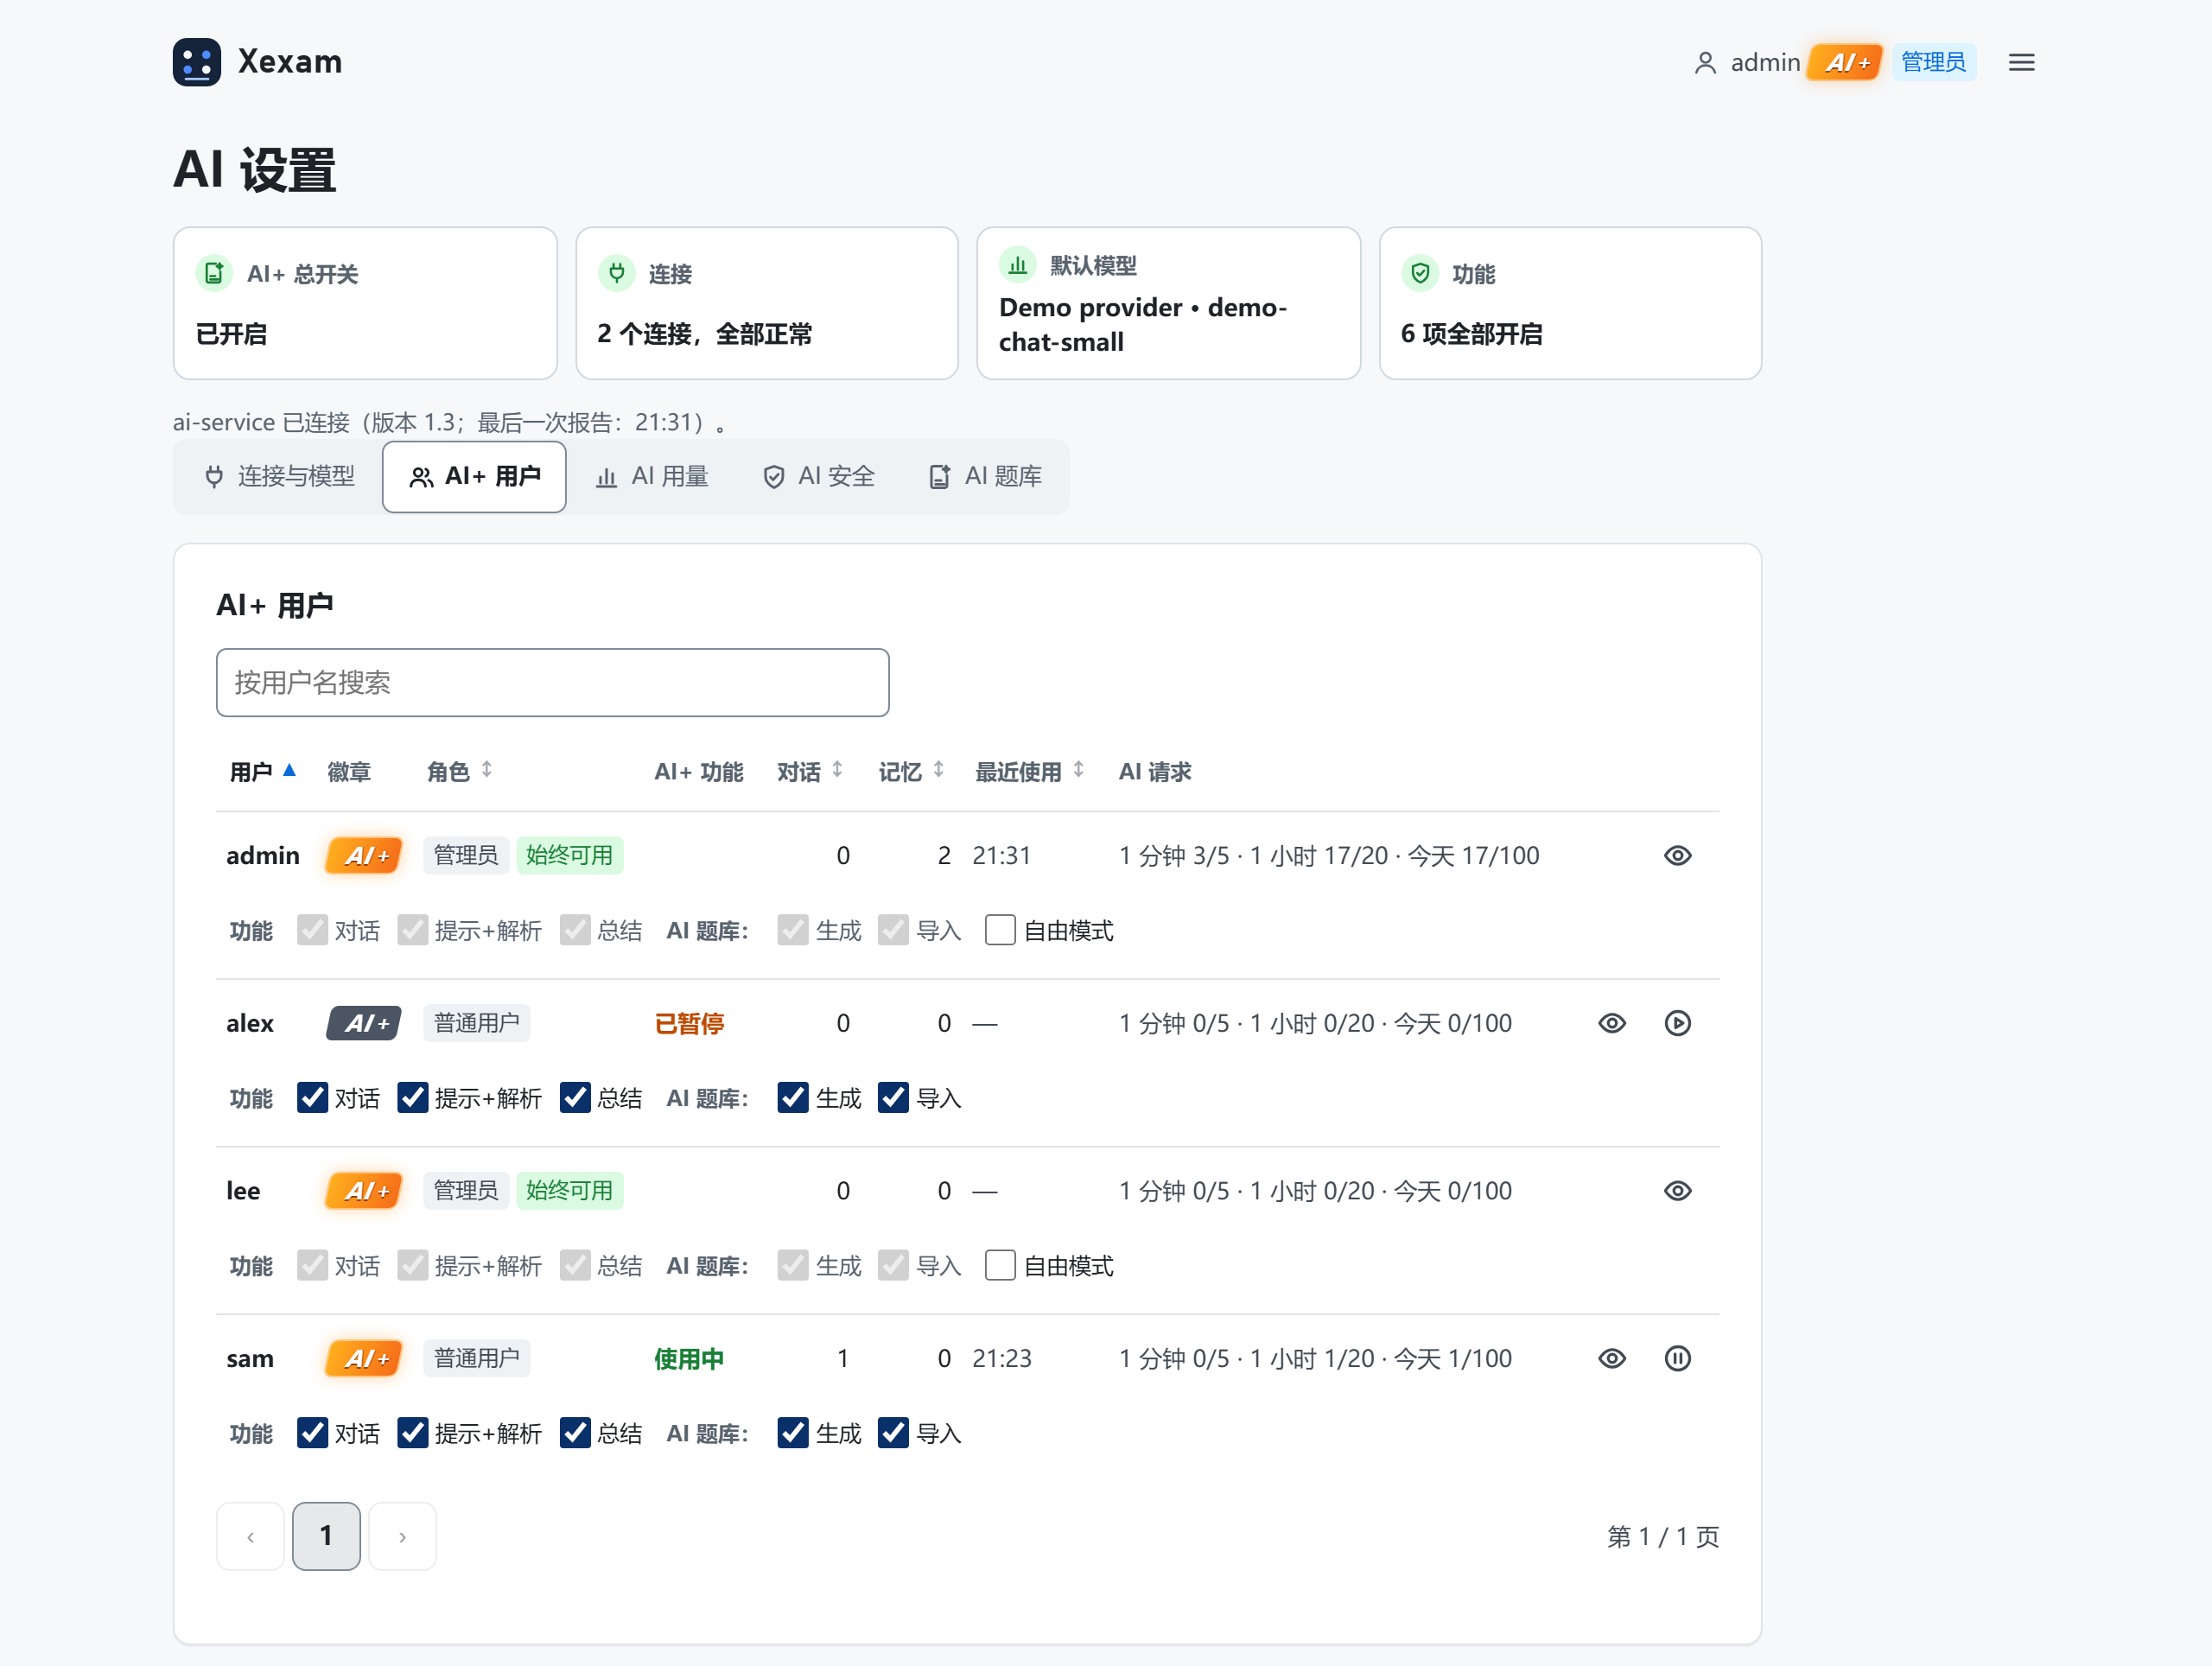 Xexam
admin AI+ 管理员
AI 设置
AI+ 总开关
已开启
连接
2 个连接，全部正常
默认模型
Demo provider • demo-
chat-small
功能
6 项全部开启
ai-service 已连接（版本 1.3；最后一次报告：21:31）。
连接与模型 AI+ 用户 AI 用量 AI 安全 AI 题库
AI+ 用户
按用户名搜索
用户 徽章 角色 AI+ 功能 对话 记忆 最近使用 AI 请求
admin AI+ 管理员 始终可用 0 2 21:31 1 分钟 3/5 · 1 小时 17/20 · 今天 17/100
功能 对话 提示+解析 总结 AI 题库： 生成 导入 自由模式
alex AI+ 普通用户 已暂停 0 0 — 1 分钟 0/5 · 1 小时 0/20 · 今天 0/100
功能 对话 提示+解析 总结 AI 题库： 生成 导入
lee AI+ 管理员 始终可用 0 0 — 1 分钟 0/5 · 1 小时 0/20 · 今天 0/100
功能 对话 提示+解析 总结 AI 题库： 生成 导入 自由模式
sam AI+ 普通用户 使用中 1 0 21:23 1 分钟 0/5 · 1 小时 1/20 · 今天 1/100
功能 对话 提示+解析 总结 AI 题库： 生成 导入
‹ 1 › 第 1 / 1 页